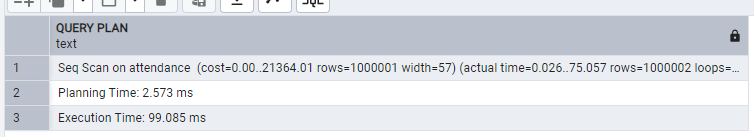 QUERY PLAN
text
1 Seq Scan on attendance (cost=0.00..21364.01 rows=1000001 width=57) (actual time=0.026..75.057 rows=1000002 loops=...
2 Planning Time: 2.573 ms
3 Execution Time: 99.085 ms